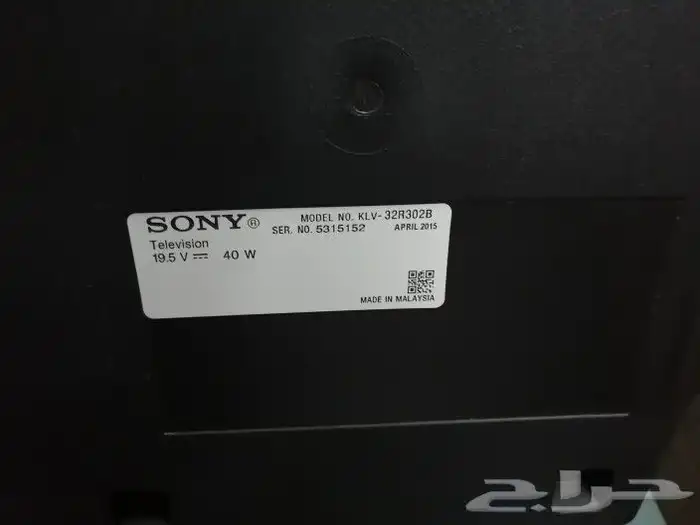 SONY®
MODEL NO. KLV-32R302B
SER. NO. 5315152 APRIL 2015
Television
19.5 V ⎓ 40 W
MADE IN MALAYSIA
حراج